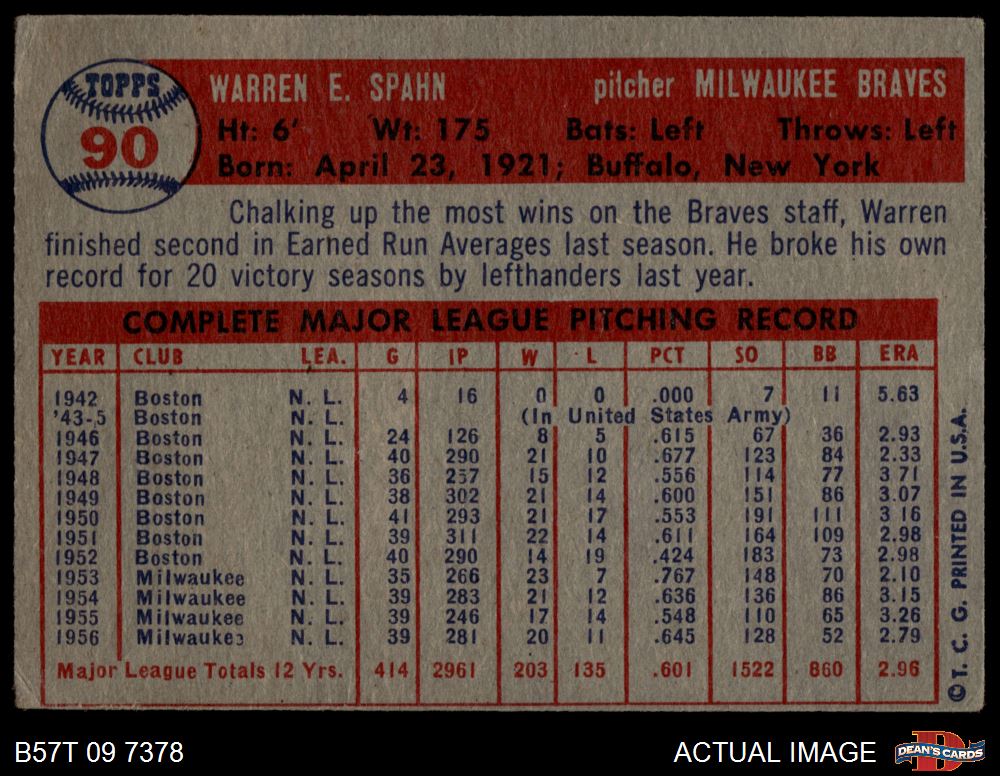 TOPPS
90
WARREN E. SPAHN pitcher MILWAUKEE BRAVES
Ht: 6' Wt: 175 Bats: Left Throws: Left
Born: April 23, 1921; Buffalo, New York
Chalking up the most wins on the Braves staff, Warren
finished second in Earned Run Averages last season. He broke his own
record for 20 victory seasons by lefthanders last year.
COMPLETE MAJOR LEAGUE PITCHING RECORD
YEAR CLUB LEA. G IP W L PCT SO BB ERA
1942 Boston N. L. 4 16 0 0 .000 7 11 5.63
'43-5 Boston N. L. (In United States Army)
1946 Boston N. L. 24 126 8 5 .615 67 36 2.93
1947 Boston N. L. 40 290 21 10 .677 123 84 2.33
1948 Boston N. L. 36 257 15 12 .556 114 77 3.71
1949 Boston N. L. 38 302 21 14 .600 151 86 3.07
1950 Boston N. L. 41 293 21 17 .553 191 111 3.16
1951 Boston N. L. 39 311 22 14 .611 164 109 2.98
1952 Boston N. L. 40 290 14 19 .424 183 73 2.98
1953 Milwaukee N. L. 35 266 23 7 .767 148 70 2.10
1954 Milwaukee N. L. 39 283 21 12 .636 136 86 3.15
1955 Milwaukee N. L. 39 246 17 14 .548 110 65 3.26
1956 Milwaukee N. L. 39 281 20 11 .645 128 52 2.79
Major League Totals 12 Yrs. 414 2961 203 135 .601 1522 860 2.96
©T. C. G. PRINTED IN U.S.A.
B57T 09 7378
ACTUAL IMAGE
D
DEAN'S CARDS